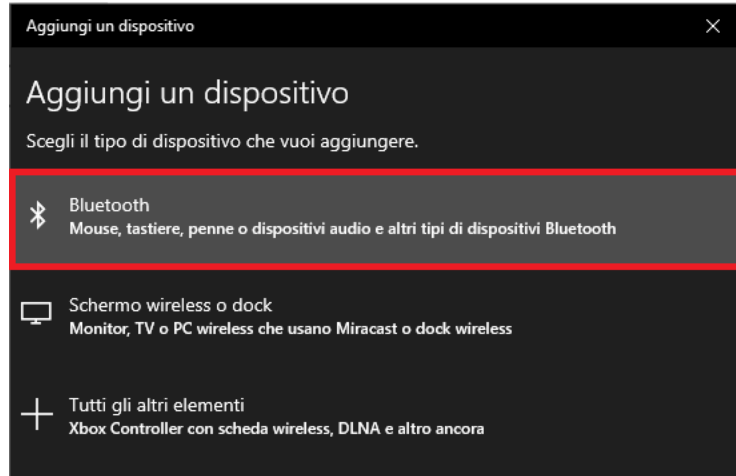 Aggiungi un dispositivo
Aggiungi un dispositivo
Scegli il tipo di dispositivo che vuoi aggiungere.
Bluetooth
Mouse, tastiere, penne o dispositivi audio e altri tipi di dispositivi Bluetooth
Schermo wireless o dock
Monitor, TV o PC wireless che usano Miracast o dock wireless
Tutti gli altri elementi
Xbox Controller con scheda wireless, DLNA e altro ancora